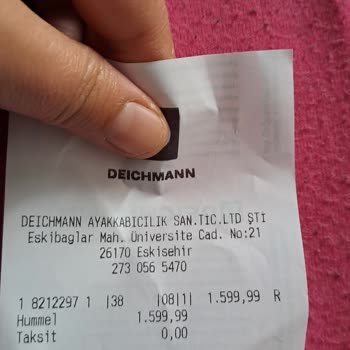 DEICHMANN
DEICHMANN AYAKKABICILIK SAN.TİC.LTD ŞTİ
Eskibaglar Mah. Üniversite Cad. No:21
26170 Eskisehir
273 056 5470
1 8212297 1 |38 |08|1| 1.599,99 R
Hummel 1.599,99
Taksit 0,00